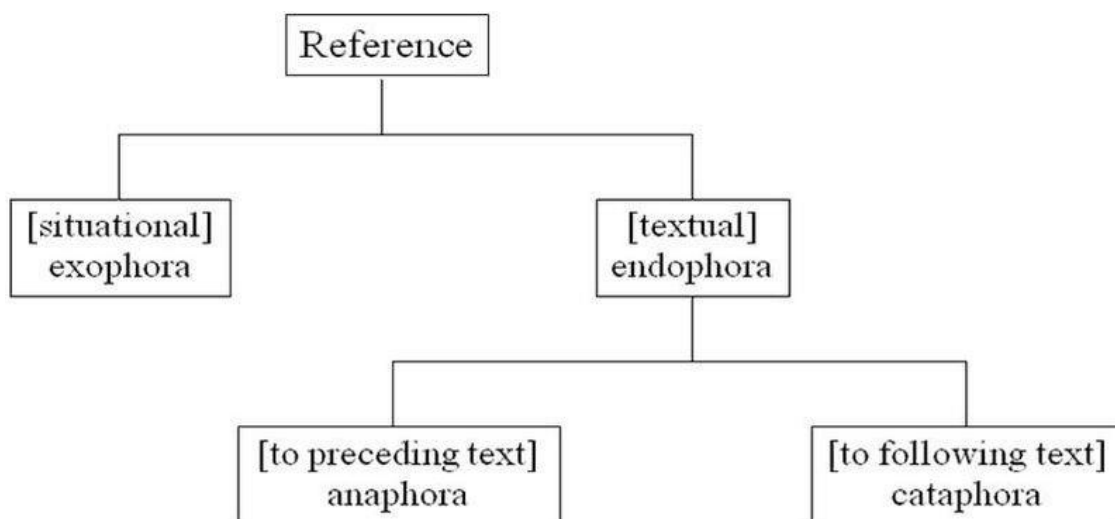 Reference
[situational]
exophora
[textual]
endophora
[to preceding text]
anaphora
[to following text]
cataphora